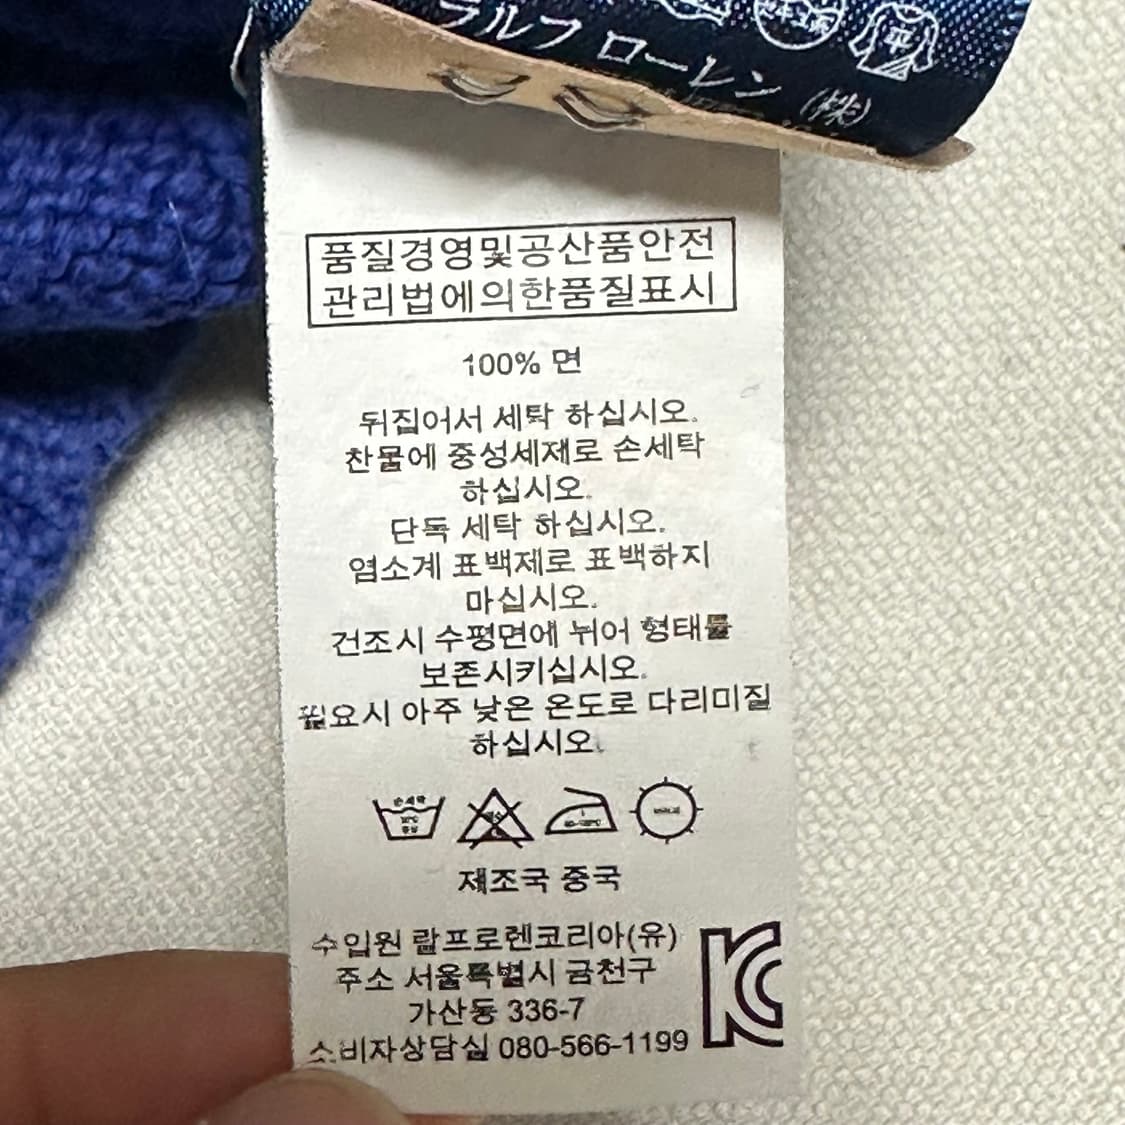 ラルフ ローレン (株)
平
품질경영및공산품안전
관리법에의한품질표시
100% 면
뒤집어서 세탁 하십시오.
찬물에 중성세제로 손세탁
하십시오.
단독 세탁 하십시오.
염소계 표백제로 표백하지
마십시오.
건조시 수평면에 뉘어 형태를
보존시키십시오.
필요시 아주 낮은 온도로 다리미질
하십시오.
손세탁
중성
제조국 중국
수입원 랄프로렌코리아(유)
주소 서울특별시 금천구
가산동 336-7
소비자상담실 080-566-1199